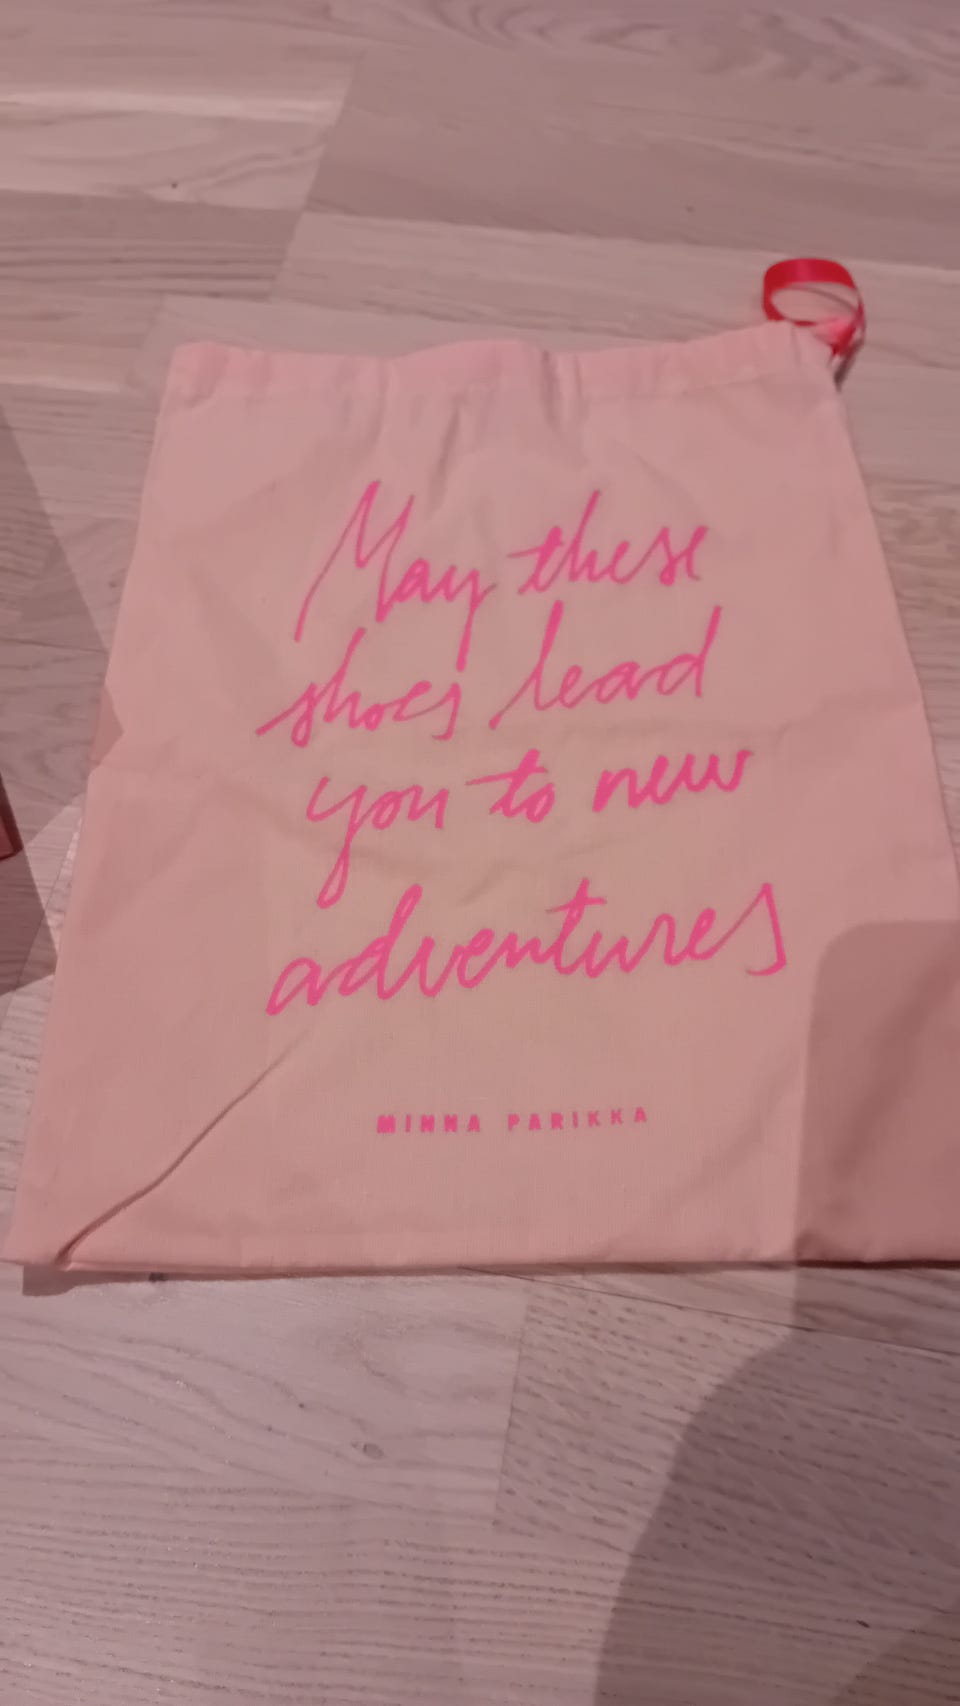 May these
shoes lead
you to new
adventures
MINNA PARIKKA